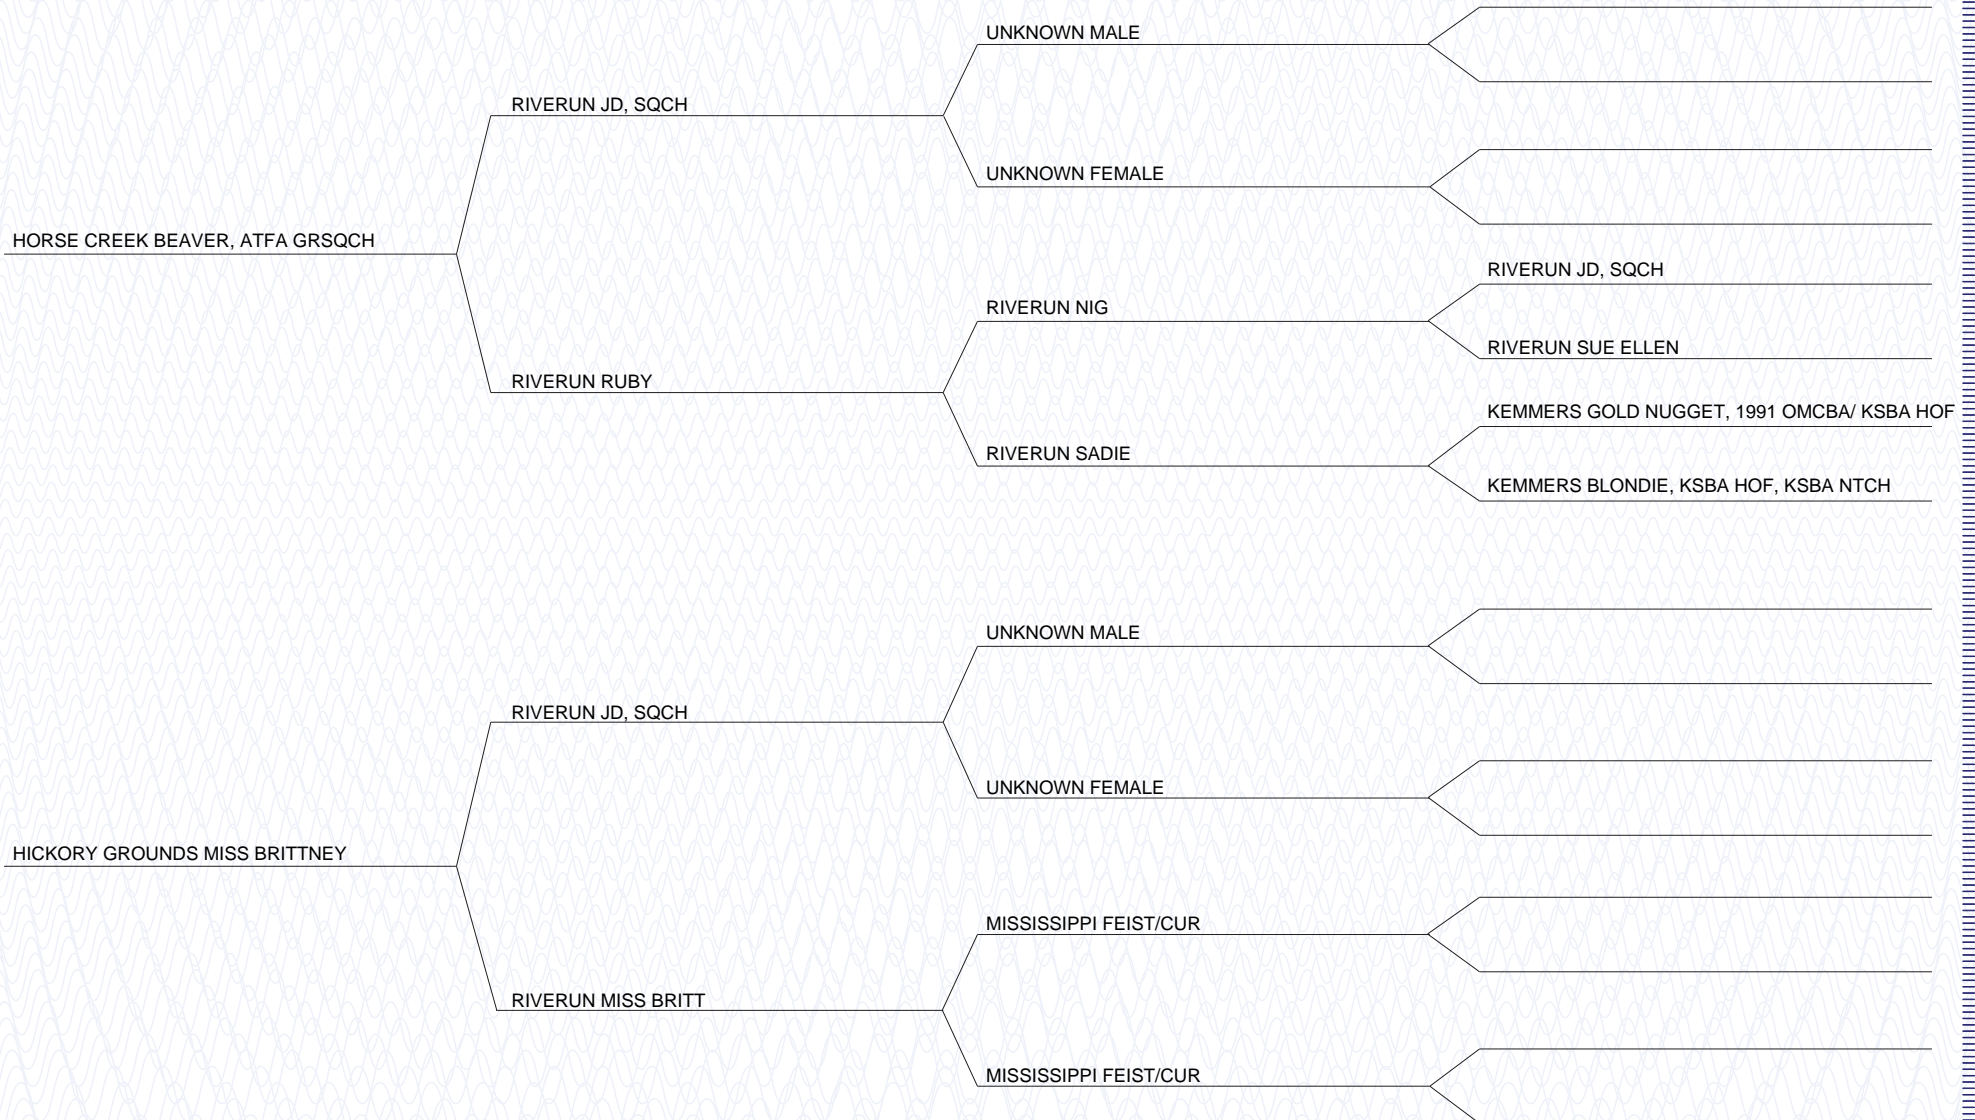 UNKNOWN MALE
RIVERUN JD, SQCH
UNKNOWN FEMALE
HORSE CREEK BEAVER, ATFA GRSQCH
RIVERUN JD, SQCH
RIVERUN NIG
RIVERUN SUE ELLEN
RIVERUN RUBY
KEMMERS GOLD NUGGET, 1991 OMCBA/ KSBA HOF
RIVERUN SADIE
KEMMERS BLONDIE, KSBA HOF, KSBA NTCH
UNKNOWN MALE
RIVERUN JD, SQCH
UNKNOWN FEMALE
HICKORY GROUNDS MISS BRITTNEY
MISSISSIPPI FEIST/CUR
RIVERUN MISS BRITT
MISSISSIPPI FEIST/CUR